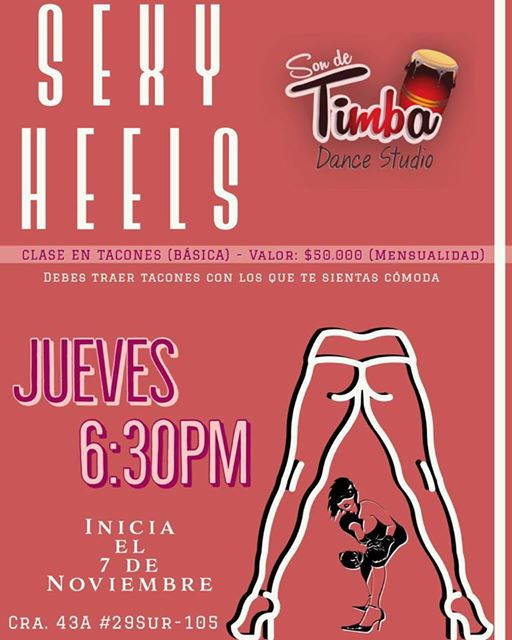 SEXY
HEELS
Son de
Timba
Dance Studio
CLASE EN TACONES (BÁSICA) - VALOR: $50.000 (MENSUALIDAD)
DEBES TRAER TACONES CON LOS QUE TE SIENTAS CÓMODA
JUEVES
6:30PM
INICIA
EL
7 DE
NOVIEMBRE
CRA. 43A #29SUR-105